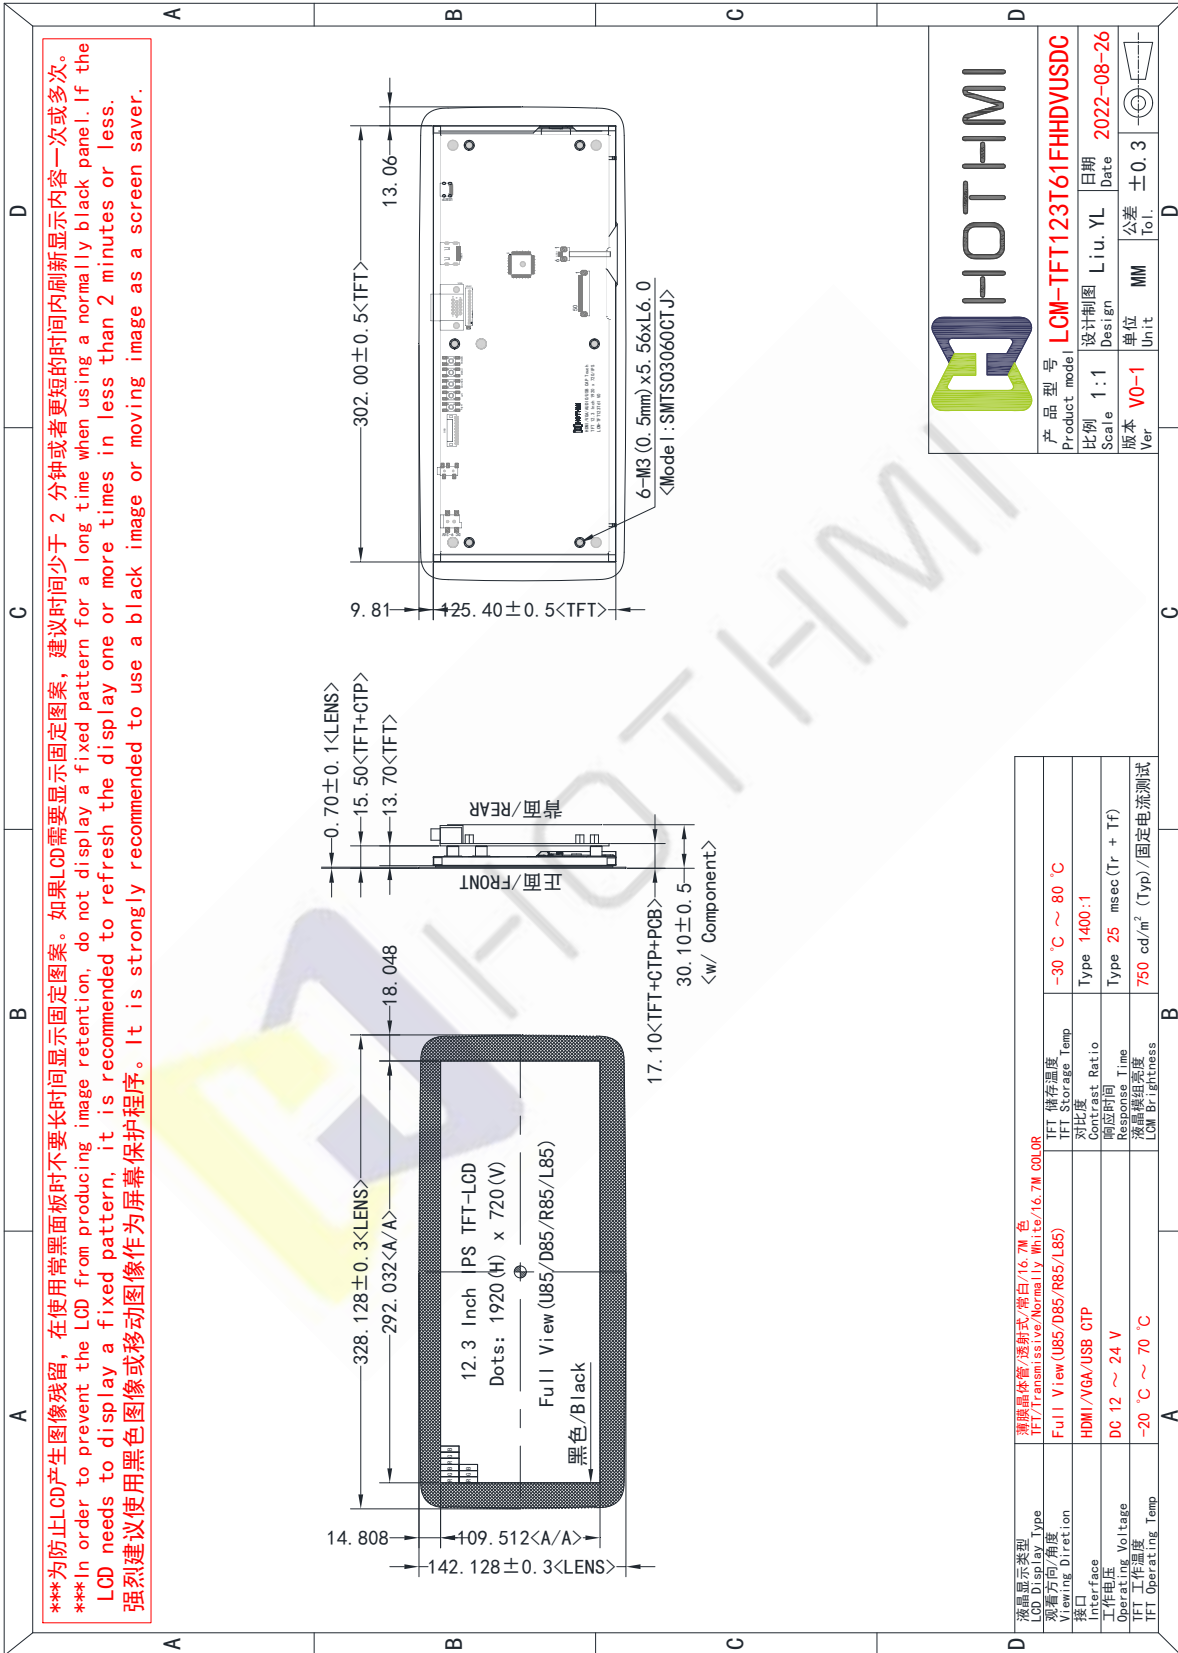 ***为防止LCD产生图像残留，在使用常黑面板时不要长时间显示固定图案。如果LCD需要显示固定图案，建议时间少于 2 分钟或者更短的时间内刷新显示内容一次或多次。
***In order to prevent the LCD from producing image retention, do not display a fixed pattern for a long time when using a normally black panel. If the
LCD needs to display a fixed pattern, it is recommended to refresh the display one or more times in less than 2 minutes or less.
强烈建议使用黑色图像或移动图像作为屏幕保护程序。It is strongly recommended to use a black image or moving image as a screen saver.
A
B
C
D
A
B
C
D
A
B
C
D
A
B
C
D
328.128±0.3<LENS>
292.032<A/A>
18.048
14.808
109.512<A/A>
142.128±0.3<LENS>
12.3 Inch IPS TFT-LCD
Dots: 1920(H) x 720(V)
Full View(U85/D85/R85/L85)
黑色/Black
0.70±0.1<LENS>
15.50<TFT+CTP>
13.70<TFT>
正面/FRONT
背面/REAR
17.10<TFT+CTP+PCB>
30.10±0.5
<w/ Component>
302.00±0.5<TFT>
13.06
9.81
125.40±0.5<TFT>
6-M3(0.5mm)x5.56xL6.0
<Model:SMTSO3060CTJ>
液晶显示类型
LCD Display Type
薄膜晶体管/透射式/常白/16.7M 色
TFT/Transmissive/Normally White/16.7M COLOR
观看方向/角度
Viewing Diretion
Full View(U85/D85/R85/L85)
TFT 储存温度
TFT Storage Temp
-30 ℃ ～ 80 ℃
接口
Interface
HDMI/VGA/USB CTP
对比度
Contrast Ratio
Type 1400:1
工作电压
Operating Voltage
DC 12 ～ 24 V
响应时间
Response Time
Type 25 msec(Tr + Tf)
TFT 工作温度
TFT Operating Temp
-20 ℃ ～ 70 ℃
液晶模组亮度
LCM Brightness
750 cd/m² (Typ)/固定电流测试
HOTHMI
产 品 型 号
Product model
LCM-TFT123T61FHHDVUSDC
比例
Scale
1:1
设计制图
Design
Liu.YL
日期
Date
2022-08-26
版本
Ver
V0-1
单位
Unit
MM
公差
Tol.
±0.3
HOTHMI